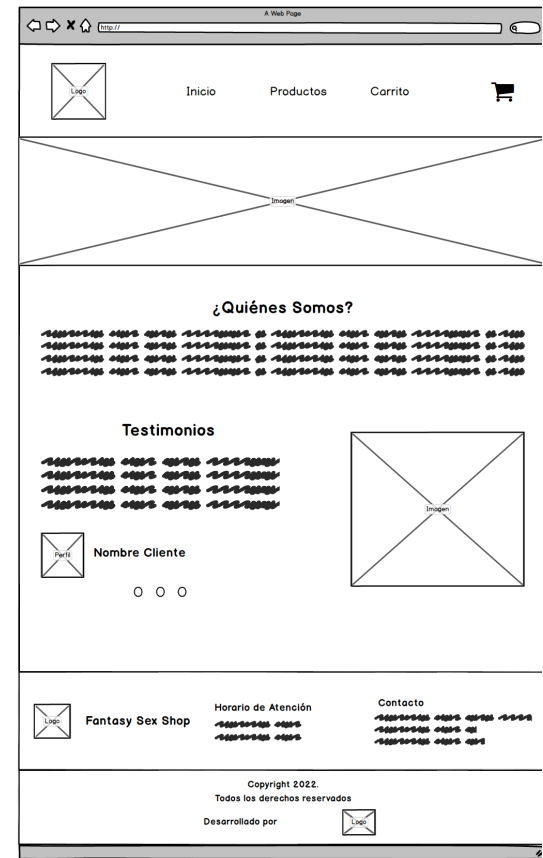 A Web Page
http://
Logo
Inicio Productos Carrito
Imagen
¿Quiénes Somos?
Testimonios
Imagen
Perfil
Nombre Cliente
Logo
Fantasy Sex Shop
Horario de Atención
Contacto
Copyright 2022.
Todos los derechos reservados
Desarrollado por
Logo